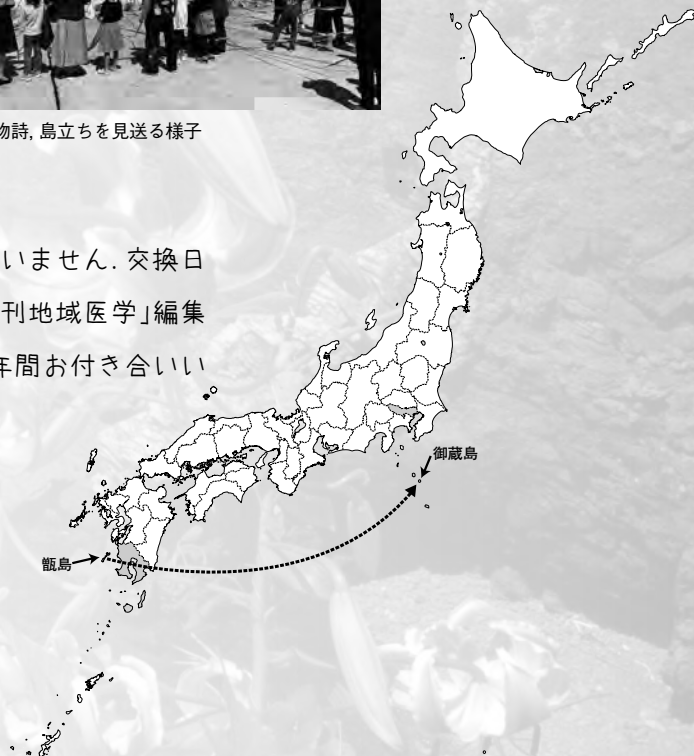 物詩, 島立ちを見送る様子
いません. 交換日
刊地域医学」編集
年間お付き合いい
御蔵島
甑島